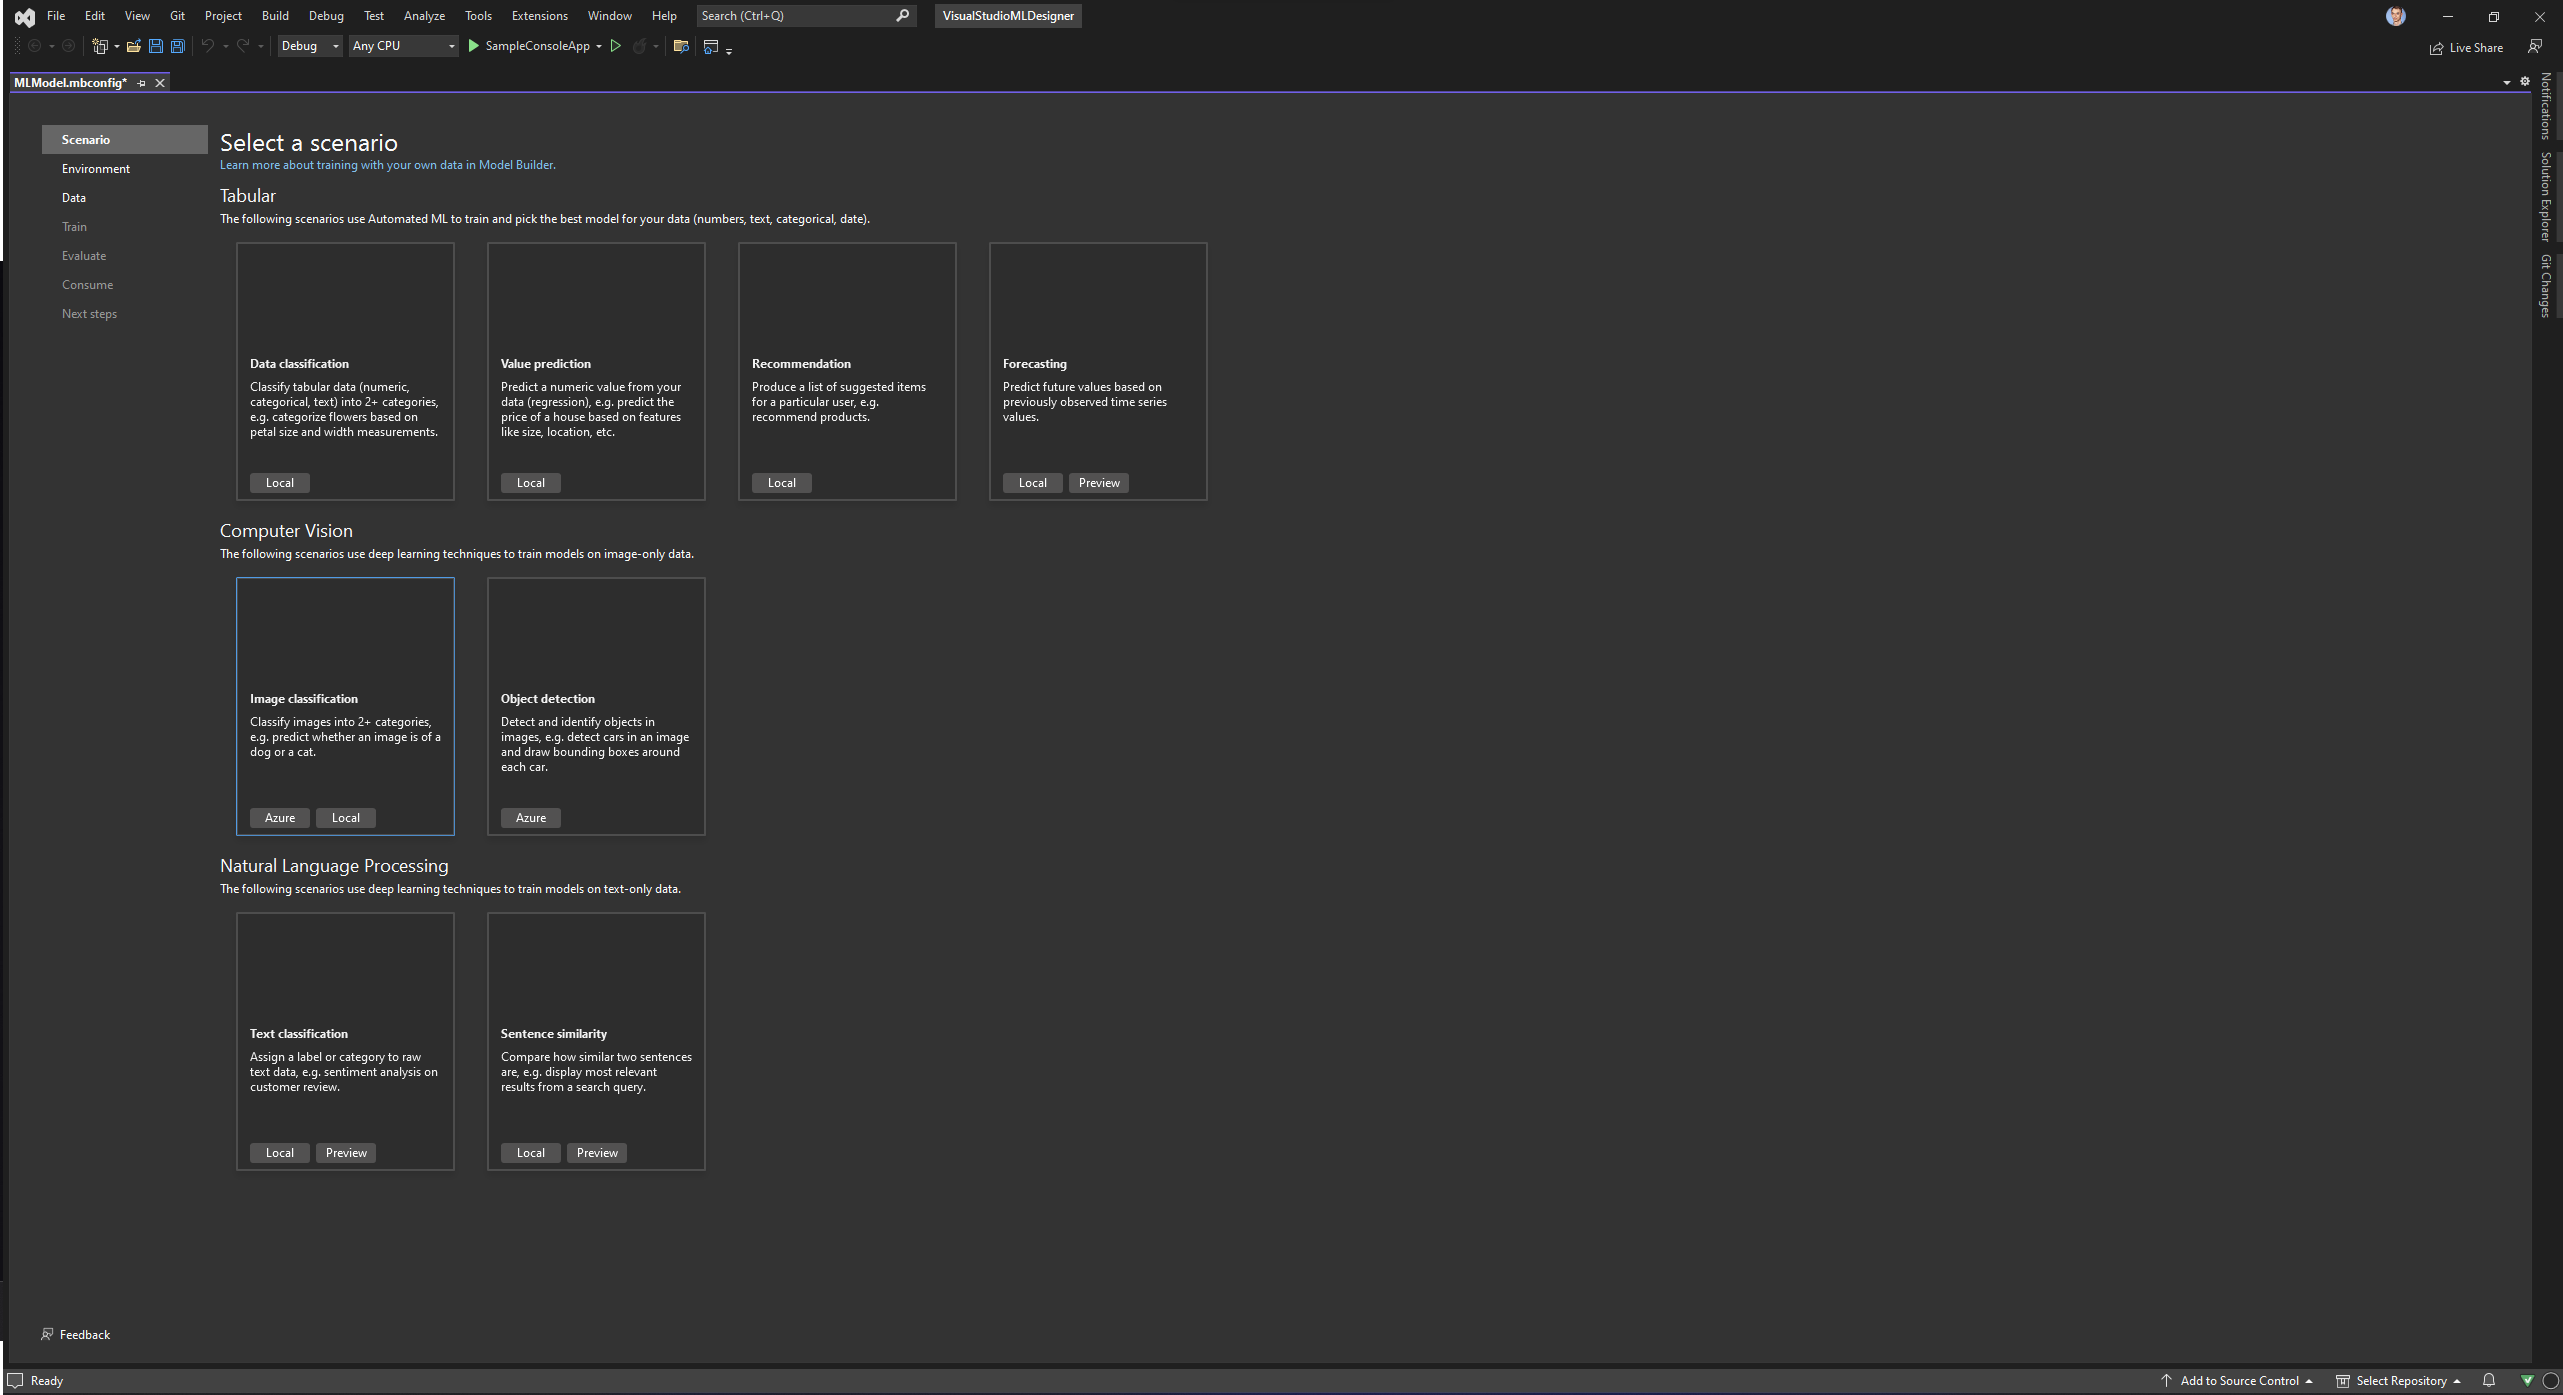 File Edit View Git Project Build Debug Test Analyze Tools Extensions Window Help Search (Ctrl+Q) VisualStudioMLDesigner
Debug Any CPU SampleConsoleApp Live Share
MLModel.mbconfig*
Notifications
Solution Explorer
Git Changes
Scenario
Environment
Data
Train
Evaluate
Consume
Next steps
Select a scenario
Learn more about training with your own data in Model Builder.
Tabular
The following scenarios use Automated ML to train and pick the best model for your data (numbers, text, categorical, date).
Data classification
Classify tabular data (numeric,
categorical, text) into 2+ categories,
e.g. categorize flowers based on
petal size and width measurements.
Local
Value prediction
Predict a numeric value from your
data (regression), e.g. predict the
price of a house based on features
like size, location, etc.
Local
Recommendation
Produce a list of suggested items
for a particular user, e.g.
recommend products.
Local
Forecasting
Predict future values based on
previously observed time series
values.
Local Preview
Computer Vision
The following scenarios use deep learning techniques to train models on image-only data.
Image classification
Classify images into 2+ categories,
e.g. predict whether an image is of a
dog or a cat.
Azure Local
Object detection
Detect and identify objects in
images, e.g. detect cars in an image
and draw bounding boxes around
each car.
Azure
Natural Language Processing
The following scenarios use deep learning techniques to train models on text-only data.
Text classification
Assign a label or category to raw
text data, e.g. sentiment analysis on
customer review.
Local Preview
Sentence similarity
Compare how similar two sentences
are, e.g. display most relevant
results from a search query.
Local Preview
Feedback
Ready Add to Source Control Select Repository